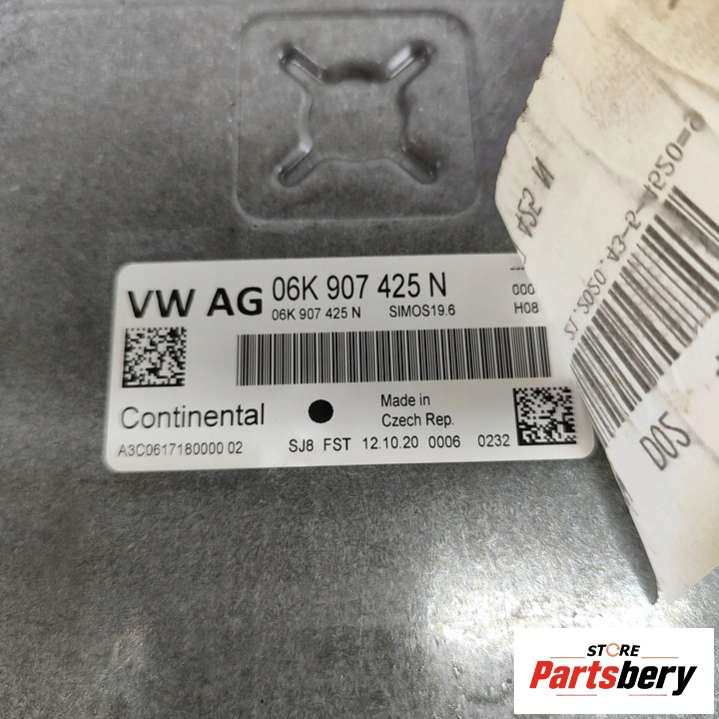 VW AG 06K 907 425 N
06K 907 425 N SIMOS19.6 H08
Continental
Made in
Czech Rep.
A3C0617180000 02 SJ8 FST 12.10.20 0006 0232
D02
STORE
Partsbery